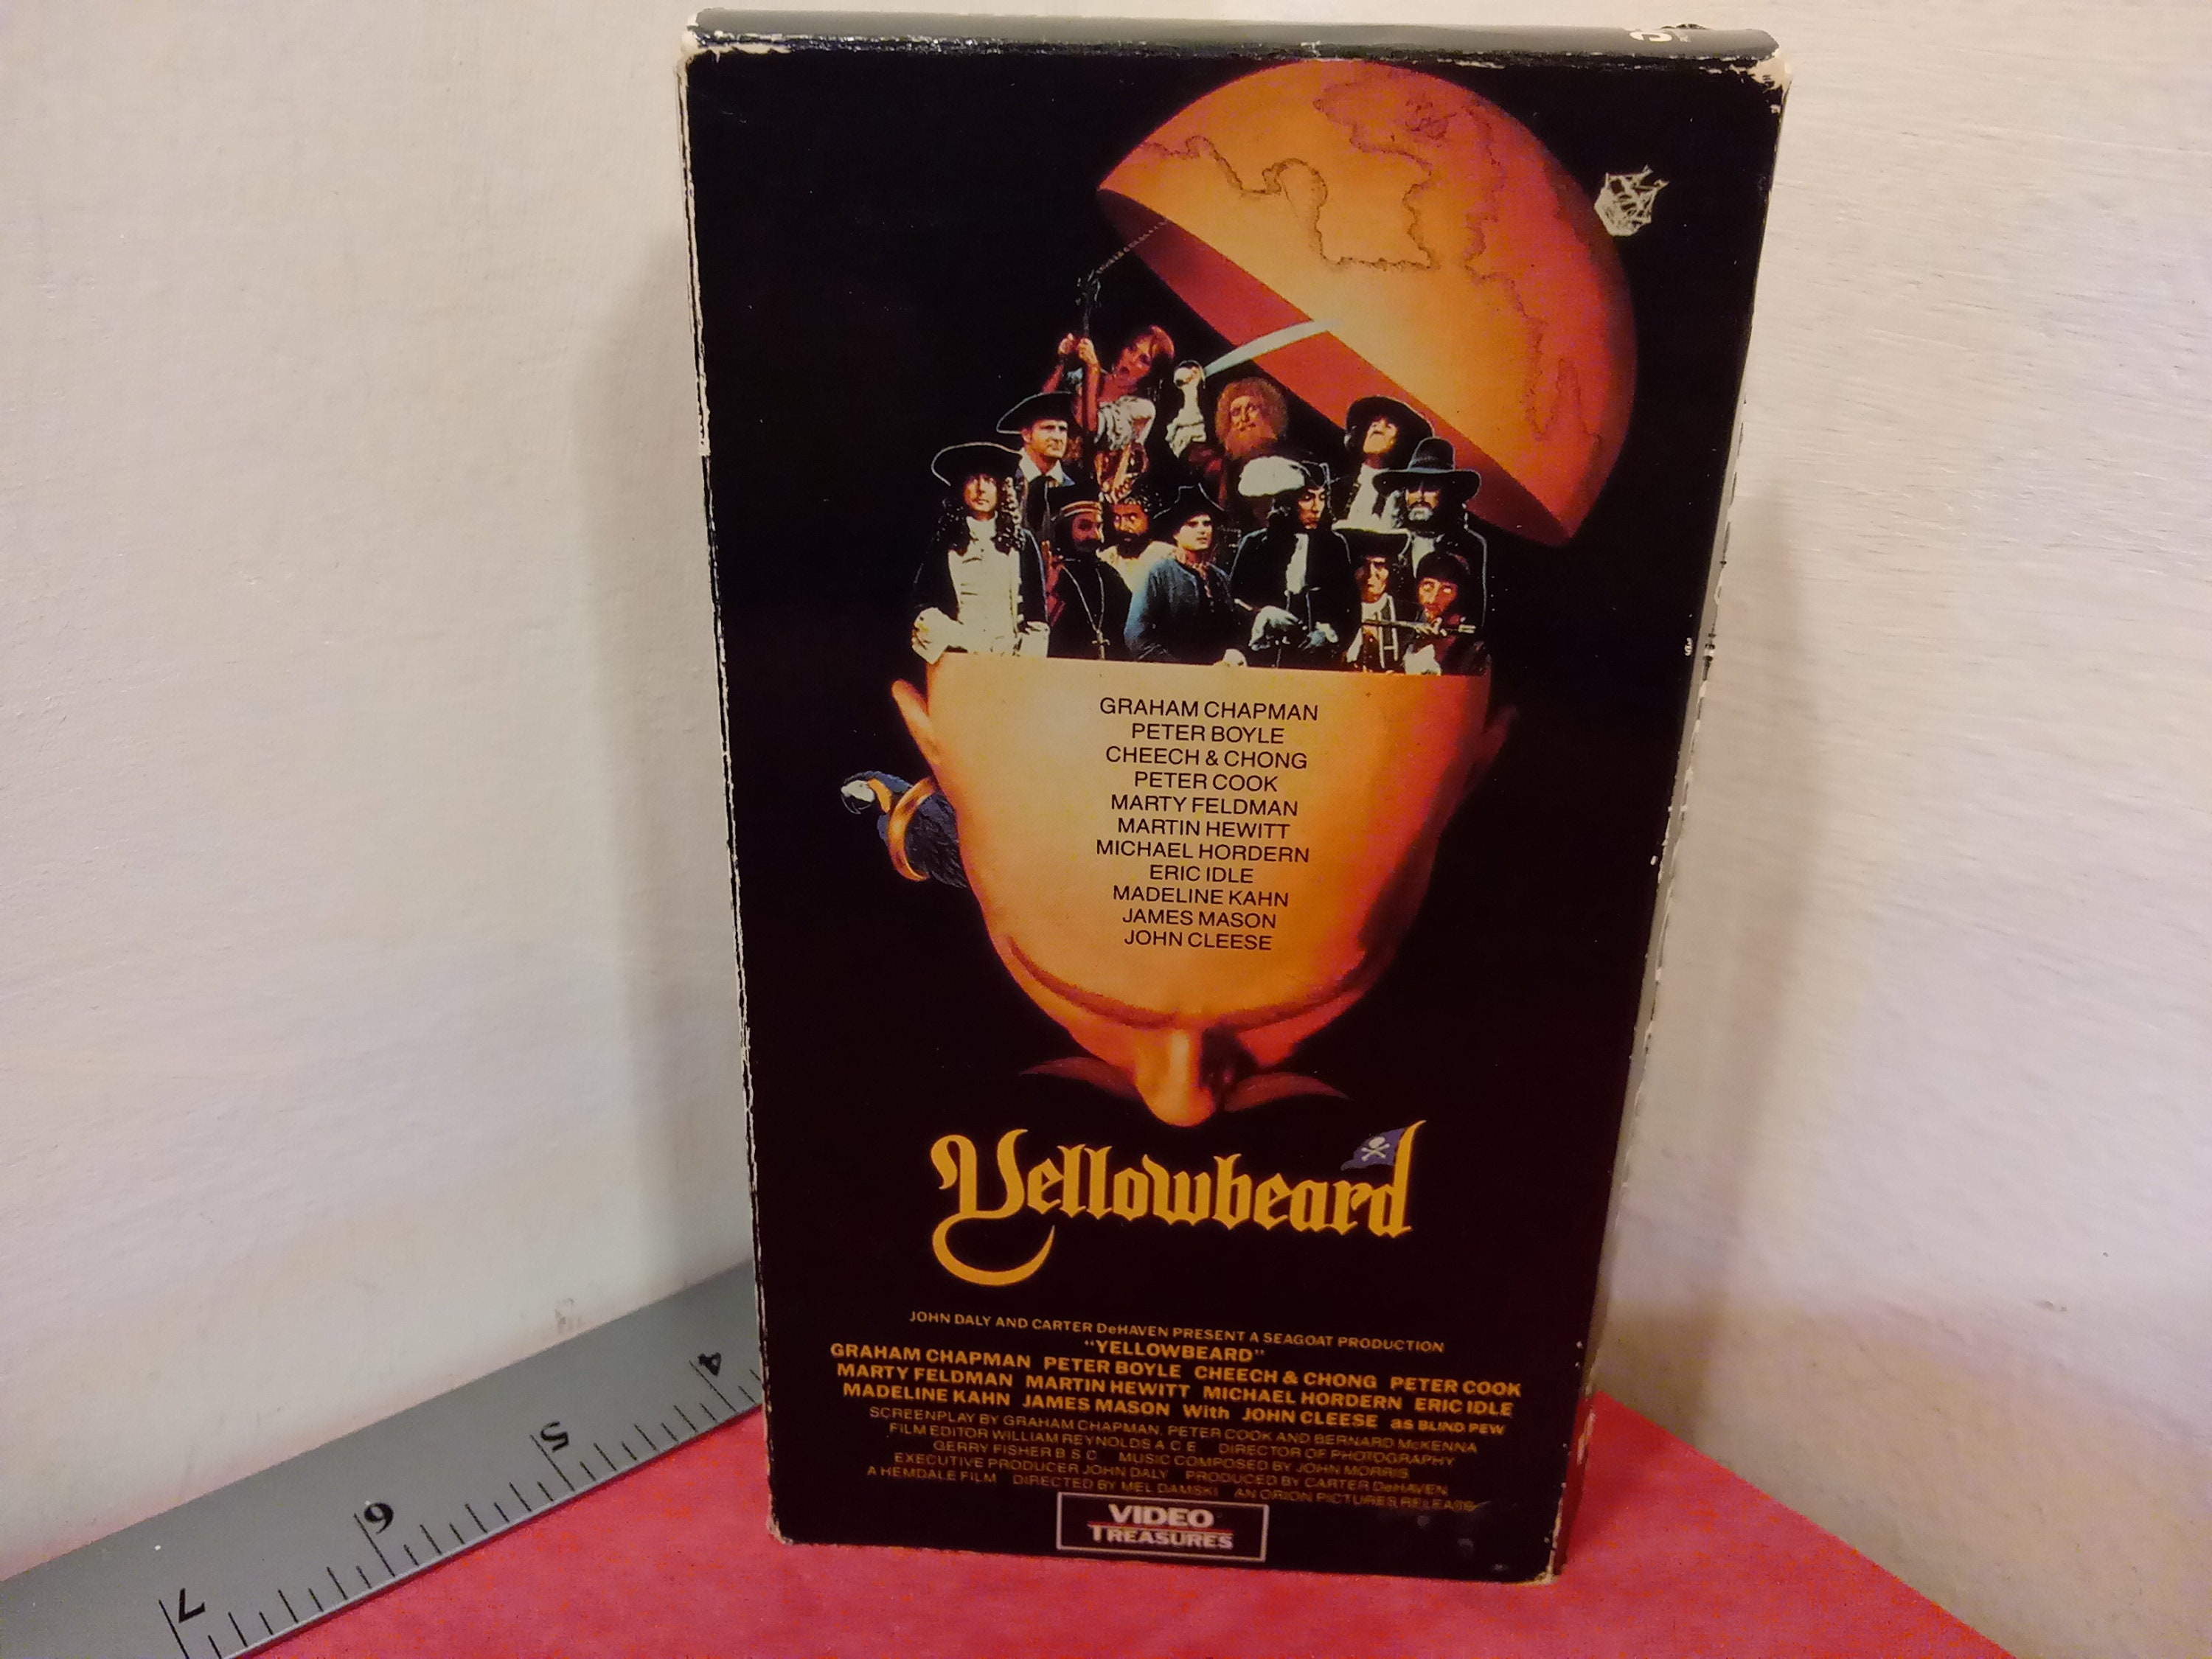 GRAHAM CHAPMAN
PETER BOYLE
CHEECH & CHONG
PETER COOK
MARTY FELDMAN
MARTIN HEWITT
MICHAEL HORDERN
ERIC IDLE
MADELINE KAHN
JAMES MASON
JOHN CLEESE
Yellowbeard
JOHN DALY AND CARTER DeHAVEN PRESENT A SEAGOAT PRODUCTION
"YELLOWBEARD"
GRAHAM CHAPMAN PETER BOYLE CHEECH & CHONG PETER COOK
MARTY FELDMAN MARTIN HEWITT MICHAEL HORDERN ERIC IDLE
MADELINE KAHN JAMES MASON With JOHN CLEESE as BLIND PEW
SCREENPLAY BY GRAHAM CHAPMAN, PETER COOK AND BERNARD McKENNA
FILM EDITOR WILLIAM REYNOLDS A C E DIRECTOR OF PHOTOGRAPHY
GERRY FISHER B S C MUSIC COMPOSED BY JOHN MORRIS
EXECUTIVE PRODUCER JOHN DALY PRODUCED BY CARTER DeHAVEN
A HEMDALE FILM DIRECTED BY MEL DAMSKI AN ORION PICTURES RELEASE
VIDEO
TREASURES
4
5
6
7